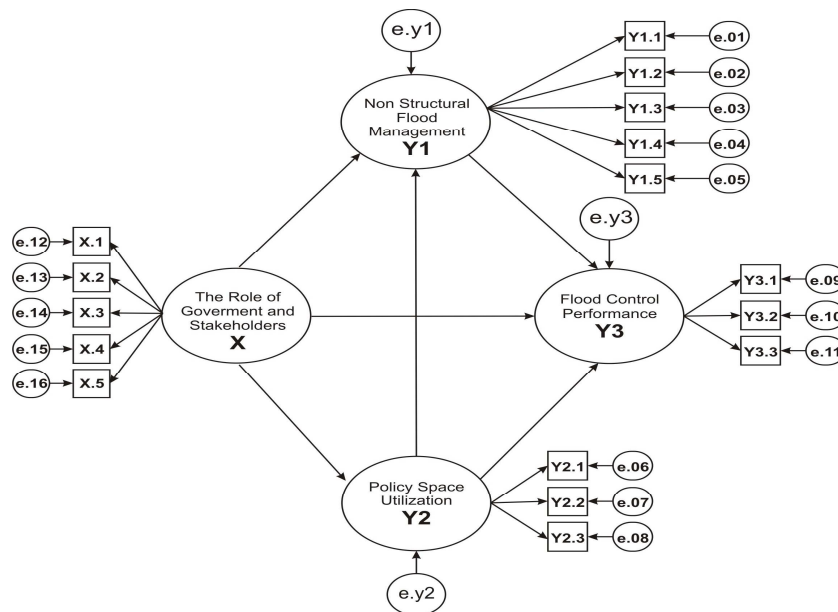 e.y1
Non Structural
Flood
Management
Y1
Y1.1
e.01
Y1.2
e.02
Y1.3
e.03
Y1.4
e.04
Y1.5
e.05
e.y3
e.12
X.1
e.13
X.2
e.14
X.3
e.15
X.4
e.16
X.5
The Role of
Goverment and
Stakeholders
X
Flood Control
Performance
Y3
Y3.1
e.09
Y3.2
e.10
Y3.3
e.11
Policy Space
Utilization
Y2
Y2.1
e.06
Y2.2
e.07
Y2.3
e.08
e.y2